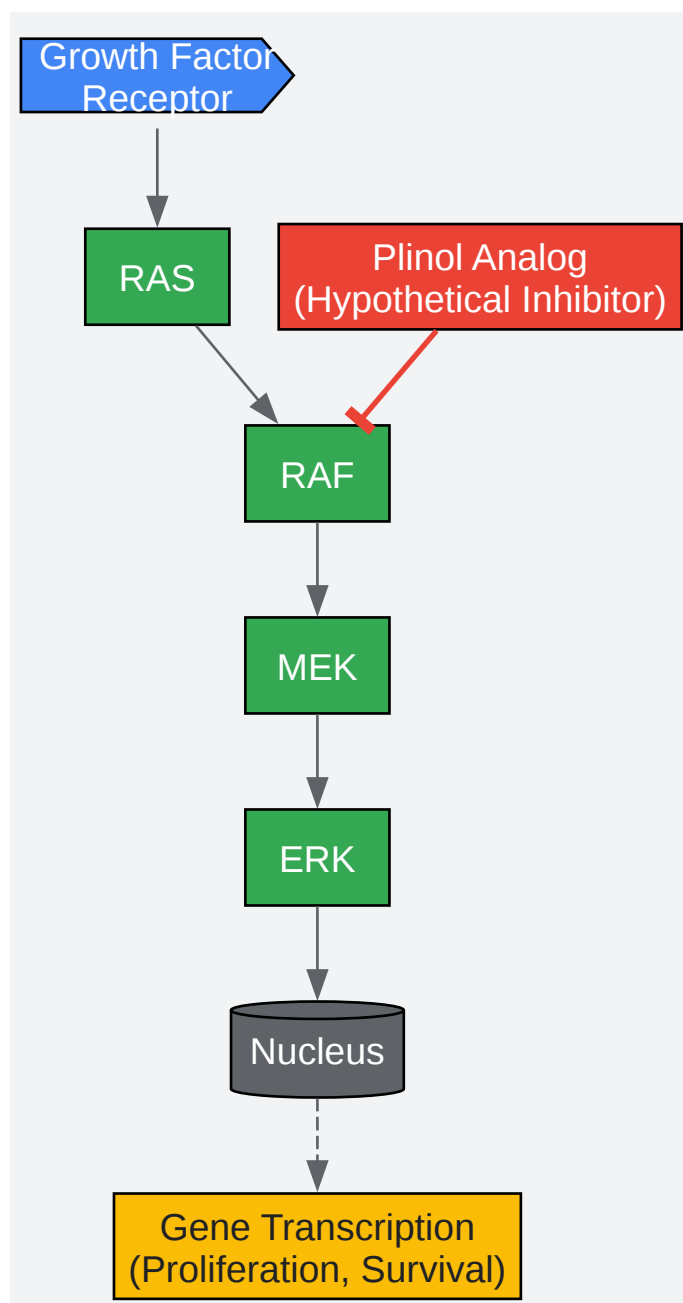 Growth Factor
Receptor
RAS
Plinol Analog
(Hypothetical Inhibitor)
RAF
MEK
ERK
Nucleus
Gene Transcription
(Proliferation, Survival)